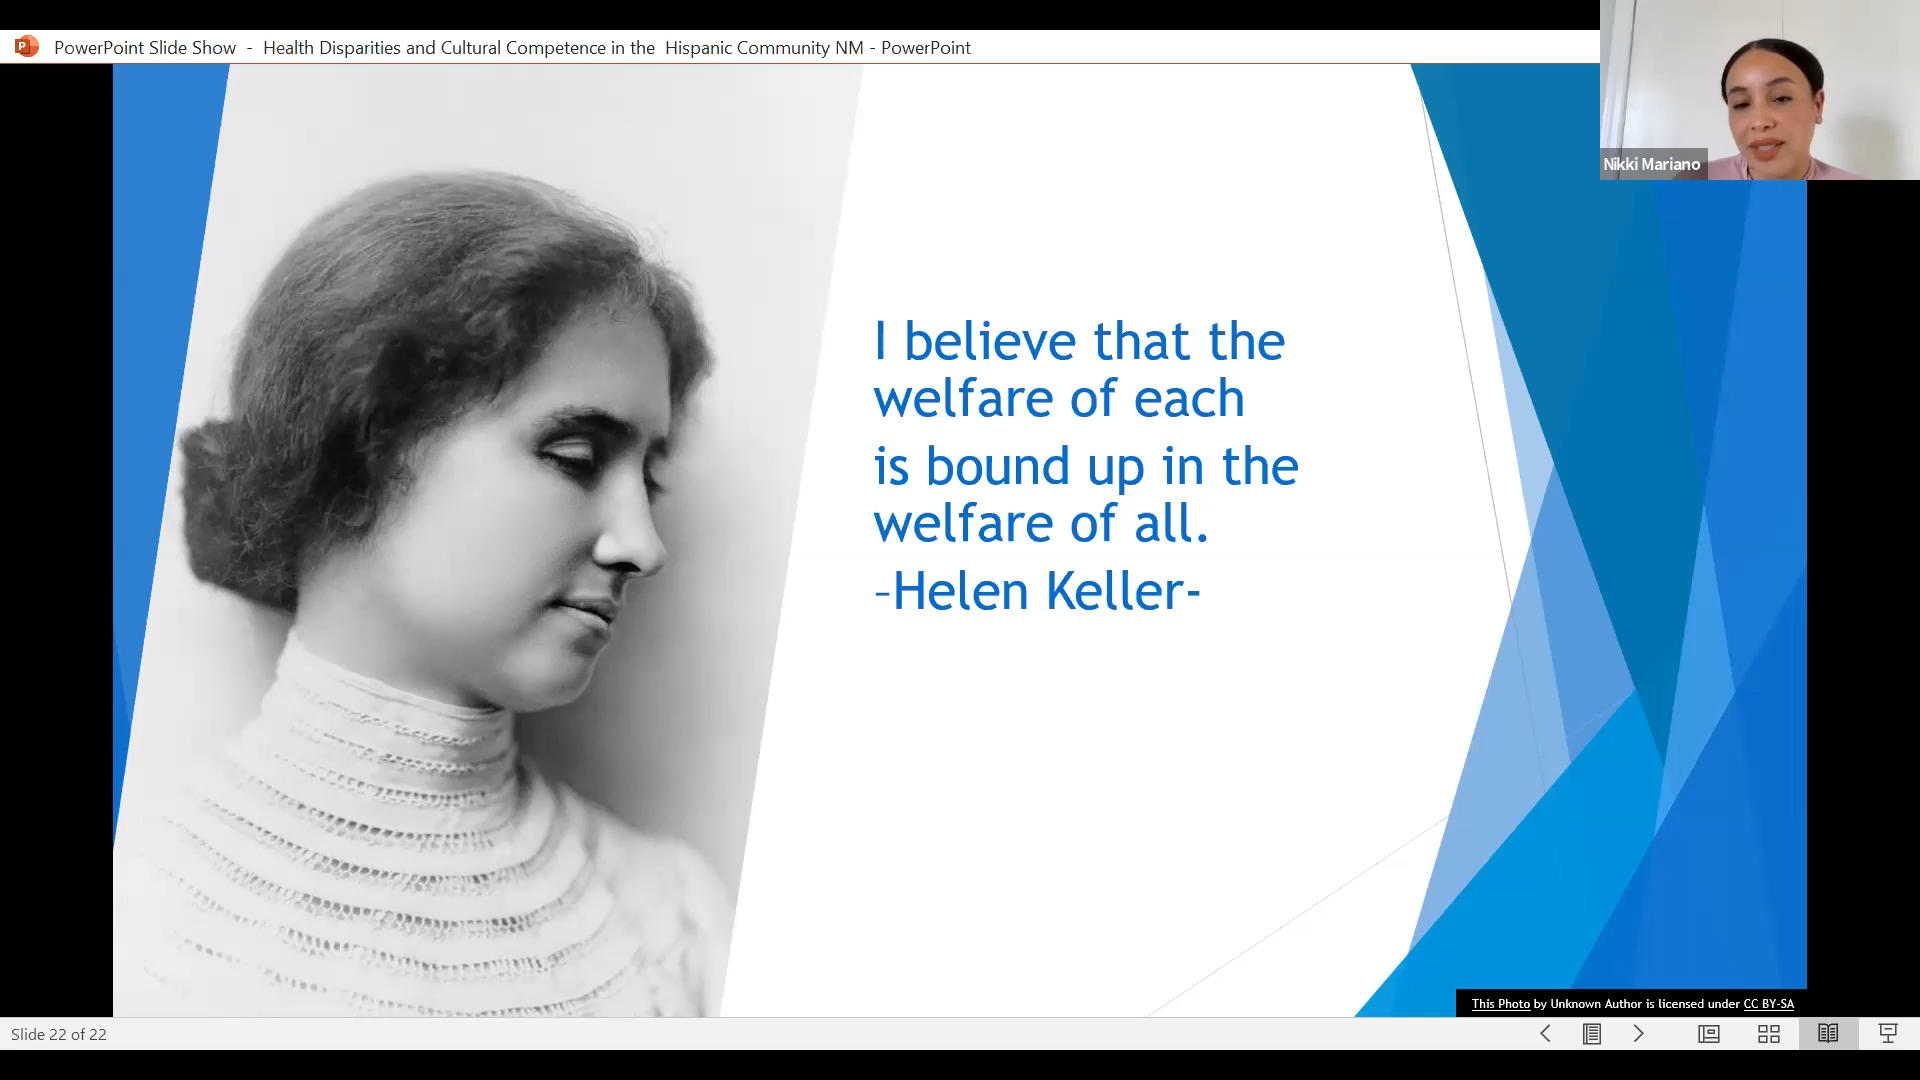 PowerPoint Slide Show - Health Disparities and Cultural Competence in the Hispanic Community NM - PowerPoint
Nikki Mariano
I believe that the
welfare of each
is bound up in the
welfare of all.
–Helen Keller-
This Photo by Unknown Author is licensed under CC BY-SA
Slide 22 of 22